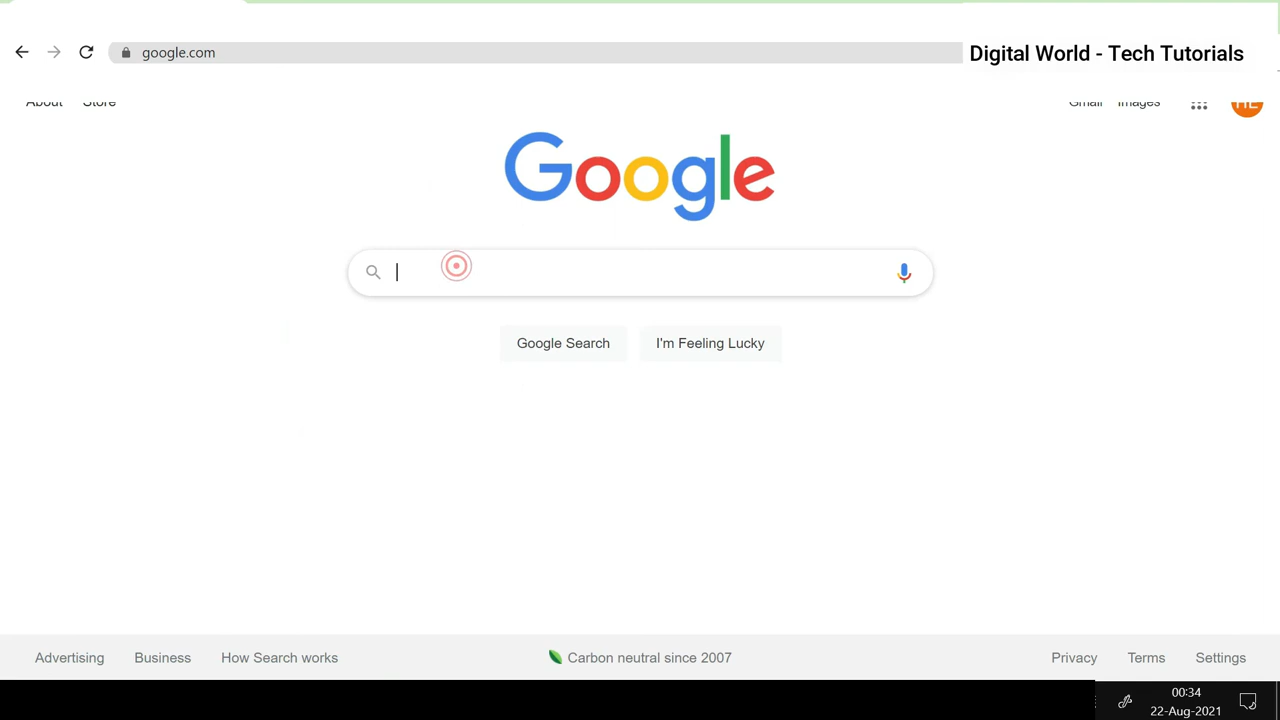 google.com
Digital World - Tech Tutorials
About Store
Gmail Images
HE
Google
Google Search
I'm Feeling Lucky
Advertising Business How Search works
Carbon neutral since 2007
Privacy Terms Settings
00:34
22-Aug-2021